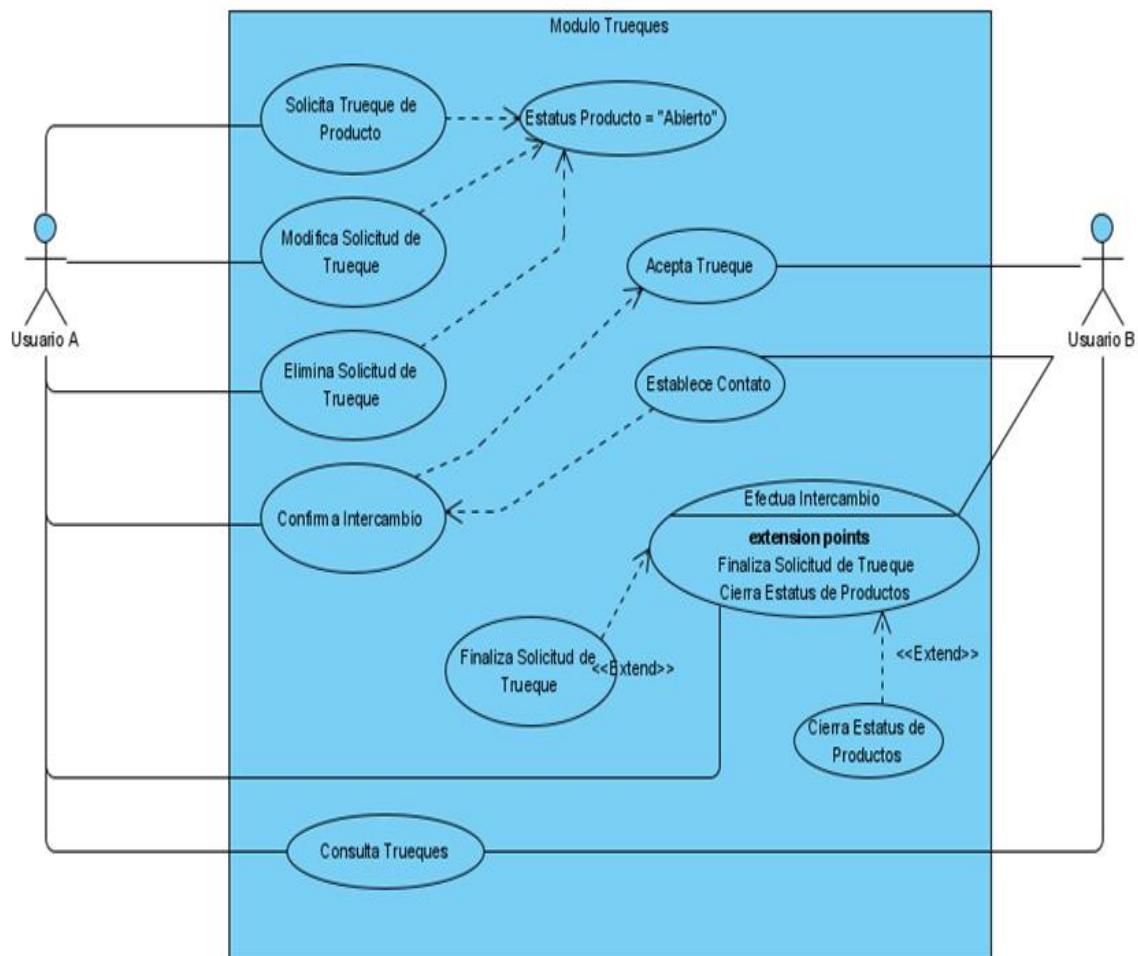 Modulo Trueques
Solicita Trueque de
Producto
Estatus Producto = "Abierto"
Modifica Solicitud de
Trueque
Acepta Trueque
Usuario A
Usuario B
Elimina Solicitud de
Trueque
Establece Contato
Confirma Intercambio
Efectua Intercambio
extension points
Finaliza Solicitud de Trueque
Cierra Estatus de Productos
Finaliza Solicitud de
Trueque
<<Extend>>
<<Extend>>
Cierra Estatus de
Productos
Consulta Trueques